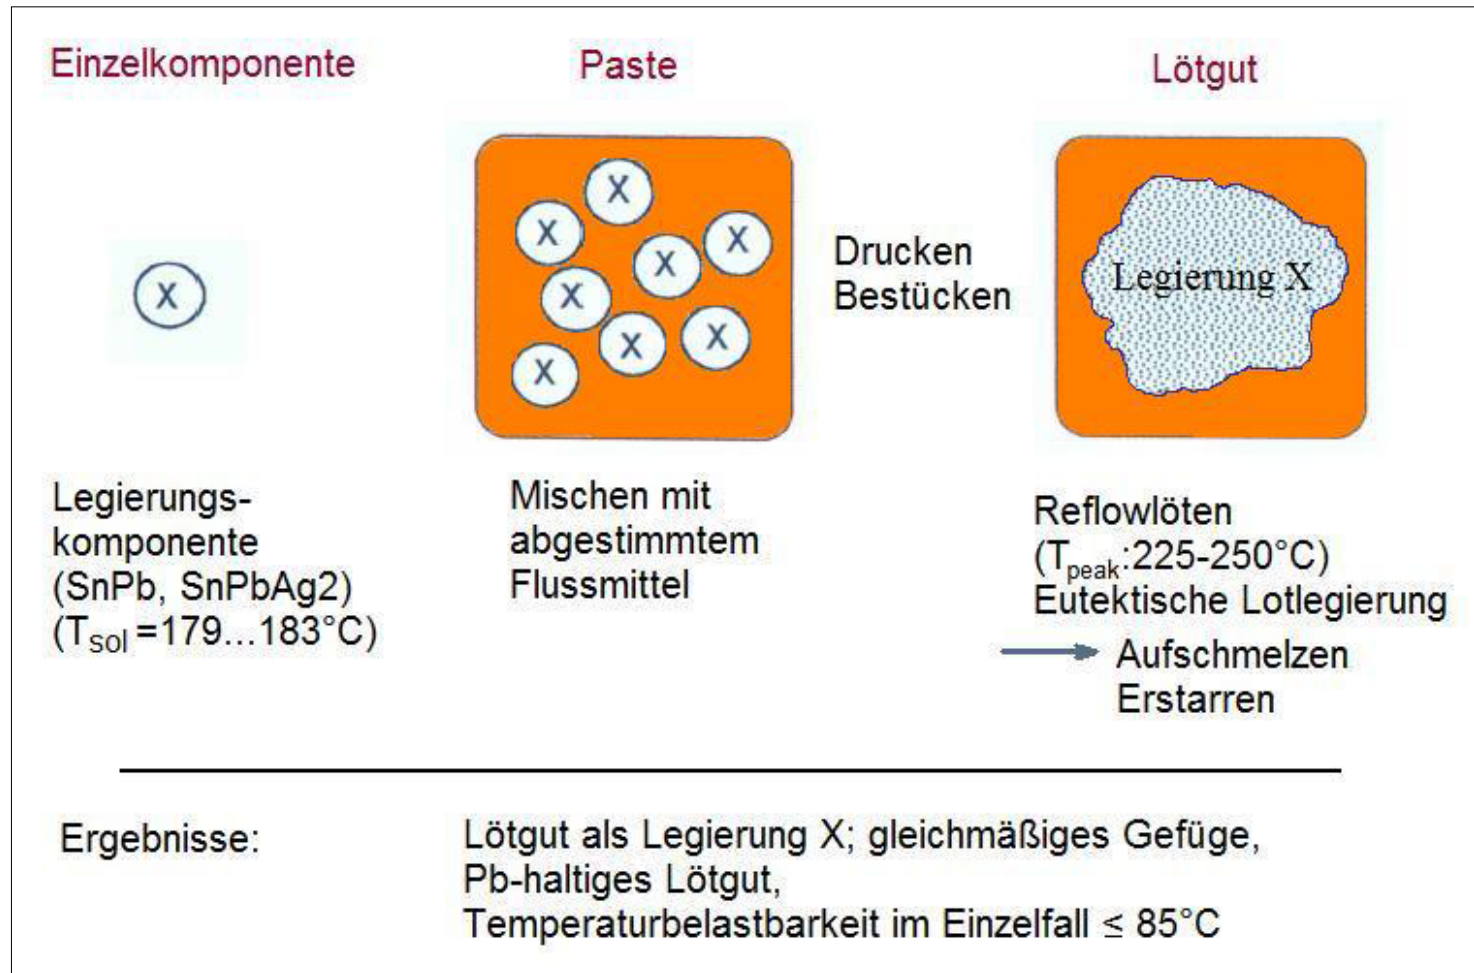 Einzelkomponente
Paste
Lötgut
X
X
X
X
X
X
X
X
X
Drucken
Bestücken
Legierung X
Legierungs-
komponente
(SnPb, SnPbAg2)
(Tsol =179...183°C)
Mischen mit
abgestimmtem
Flussmittel
Reflowlöten
(Tpeak:225-250°C)
Eutektische Lotlegierung
Aufschmelzen
Erstarren
Ergebnisse:
Lötgut als Legierung X; gleichmäßiges Gefüge,
Pb-haltiges Lötgut,
Temperaturbelastbarkeit im Einzelfall ≤ 85°C